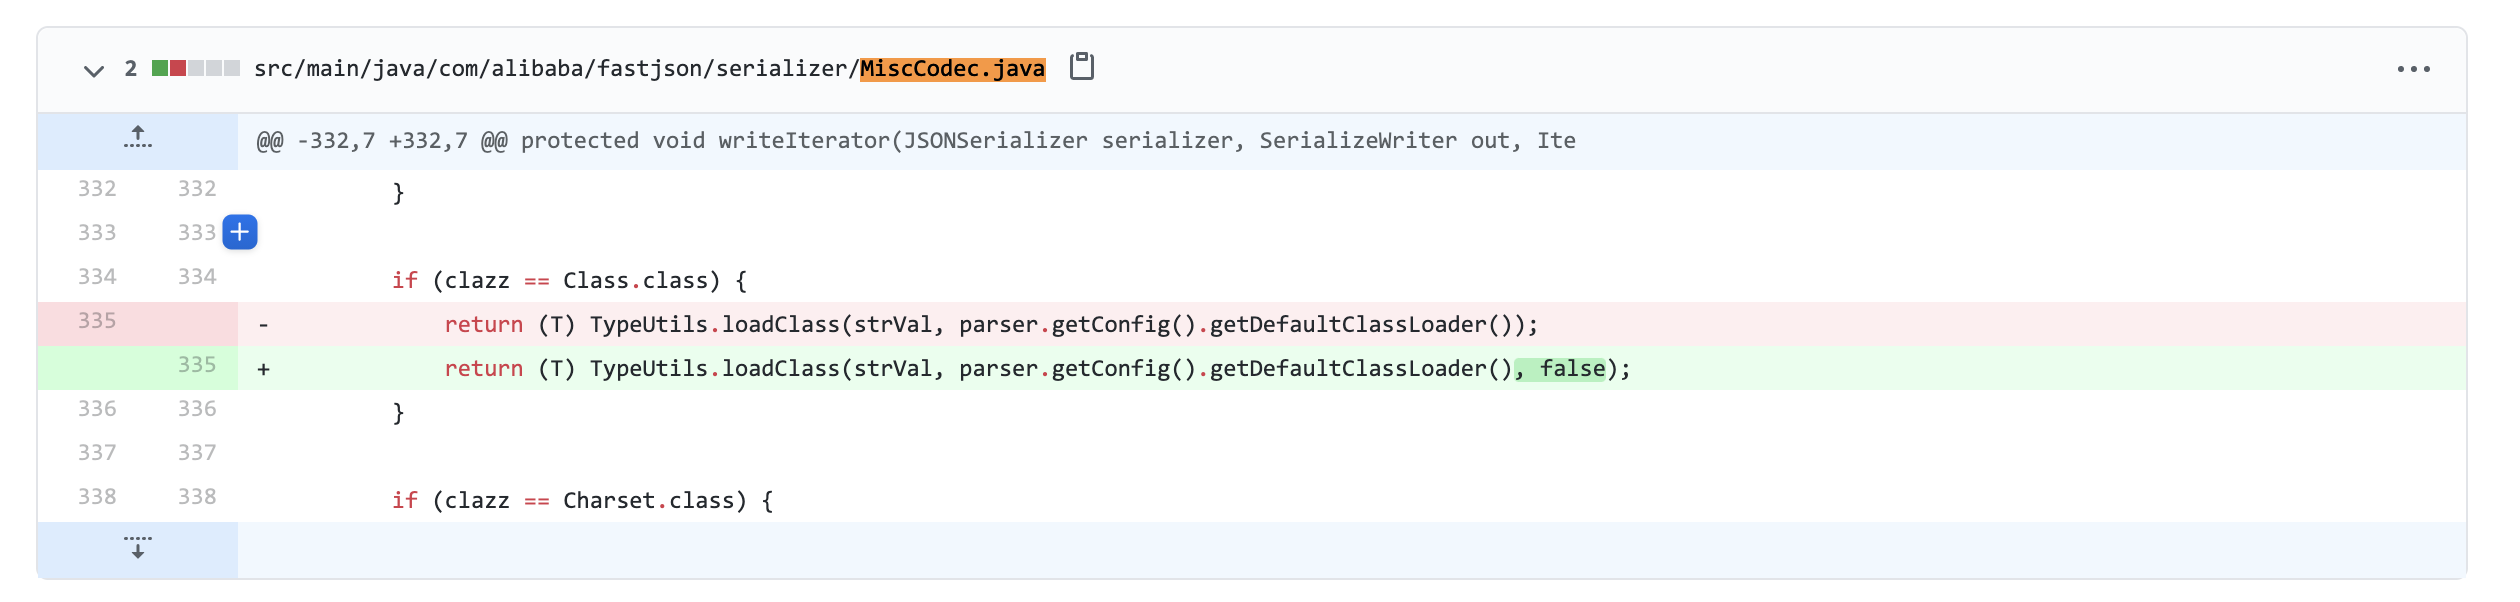 2 src/main/java/com/alibaba/fastjson/serializer/MiscCodec.java
@@ -332,7 +332,7 @@ protected void writeIterator(JSONSerializer serializer, SerializeWriter out, Ite
332 332 }
333 333
334 334 if (clazz == Class.class) {
335 - return (T) TypeUtils.loadClass(strVal, parser.getConfig().getDefaultClassLoader());
335 + return (T) TypeUtils.loadClass(strVal, parser.getConfig().getDefaultClassLoader(), false);
336 336 }
337 337
338 338 if (clazz == Charset.class) {